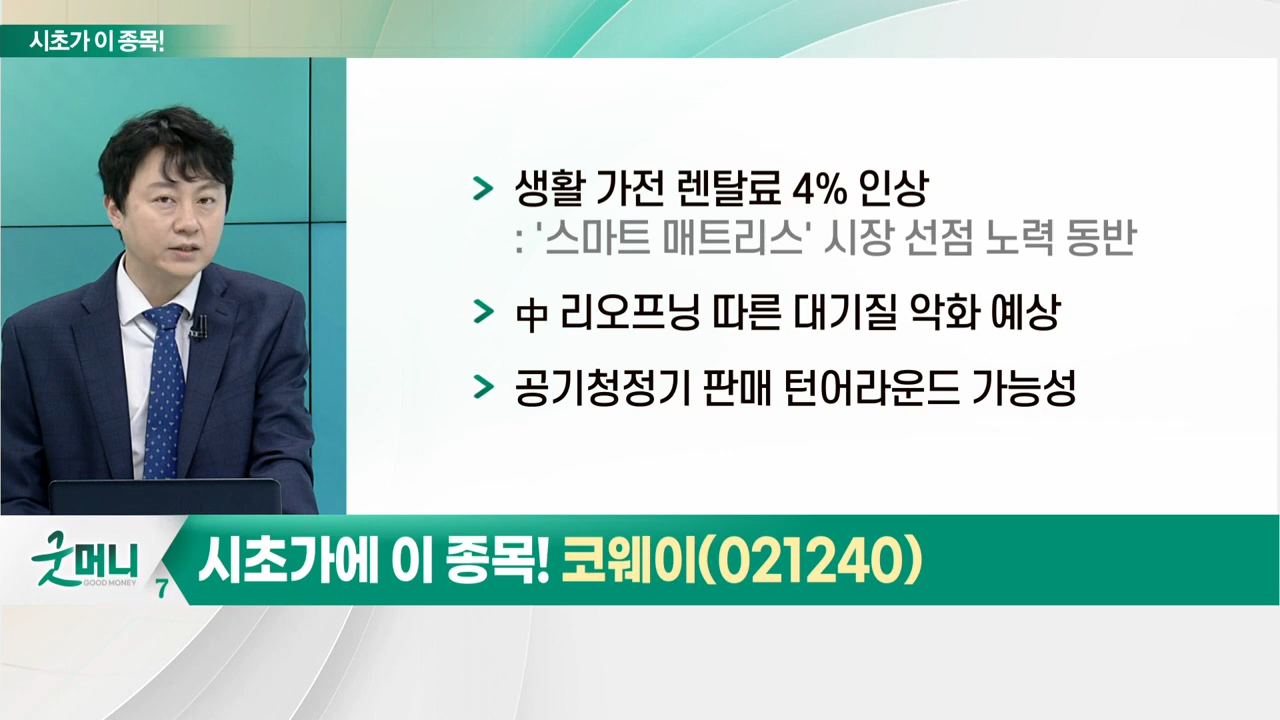 시초가 이 종목!
> 생활 가전 렌탈료 4% 인상
: '스마트 매트리스' 시장 선점 노력 동반
> 中 리오프닝 따른 대기질 악화 예상
> 공기청정기 판매 턴어라운드 가능성
굿머니
GOOD MONEY
7
시초가에 이 종목! 코웨이(021240)